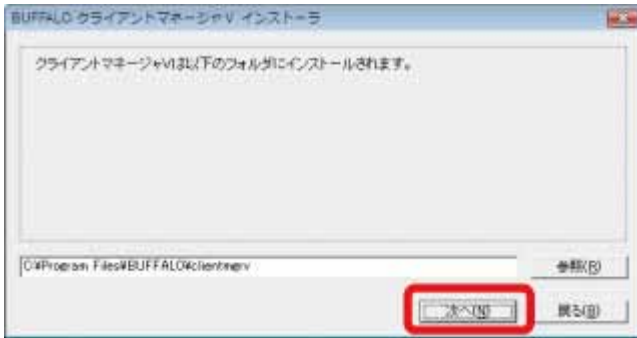 BUFFALO クライアントマネージャV インストーラ
クライアントマネージャVは以下のフォルダにインストールされます。
C:¥Program Files¥BUFFALO¥clientmgrv
参照(R)
次へ(N)
戻る(B)